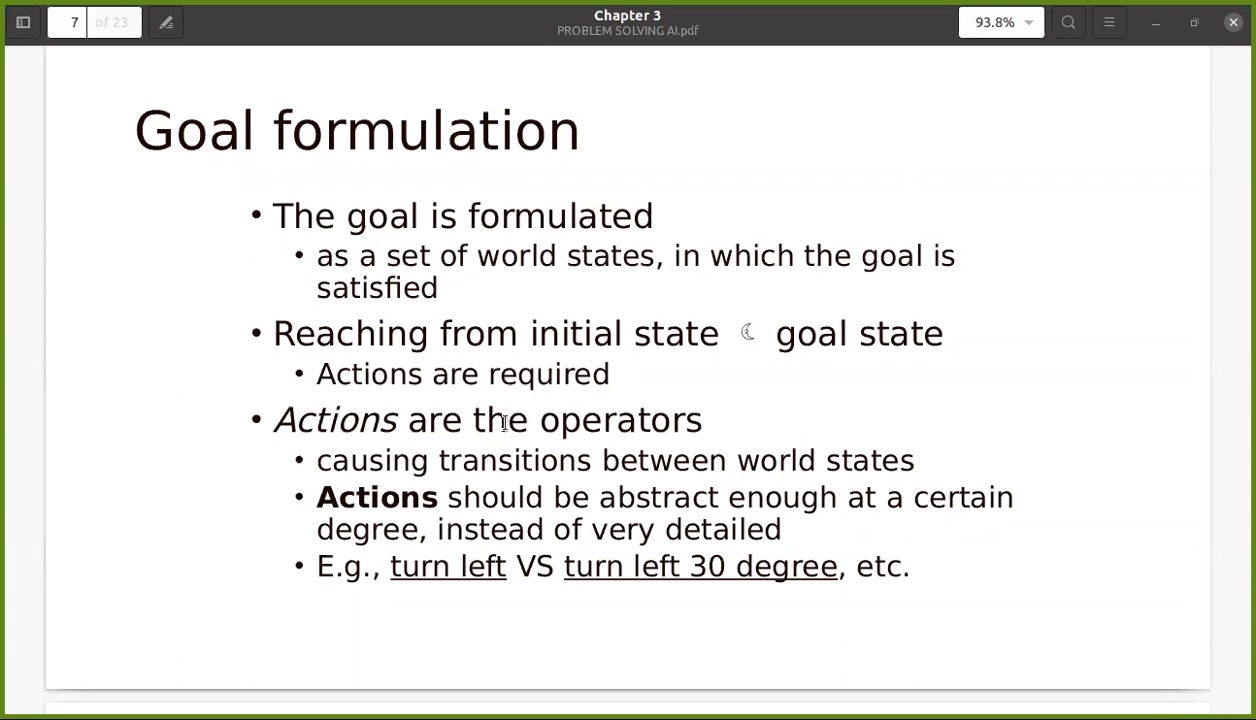 Chapter 3
7 of 23
PROBLEM SOLVING AI.pdf
93.8%
Goal formulation
• The goal is formulated
• as a set of world states, in which the goal is
satisfied
• Reaching from initial state ☾ goal state
• Actions are required
• Actions are the operators
• causing transitions between world states
• Actions should be abstract enough at a certain
degree, instead of very detailed
• E.g., turn left VS turn left 30 degree, etc.